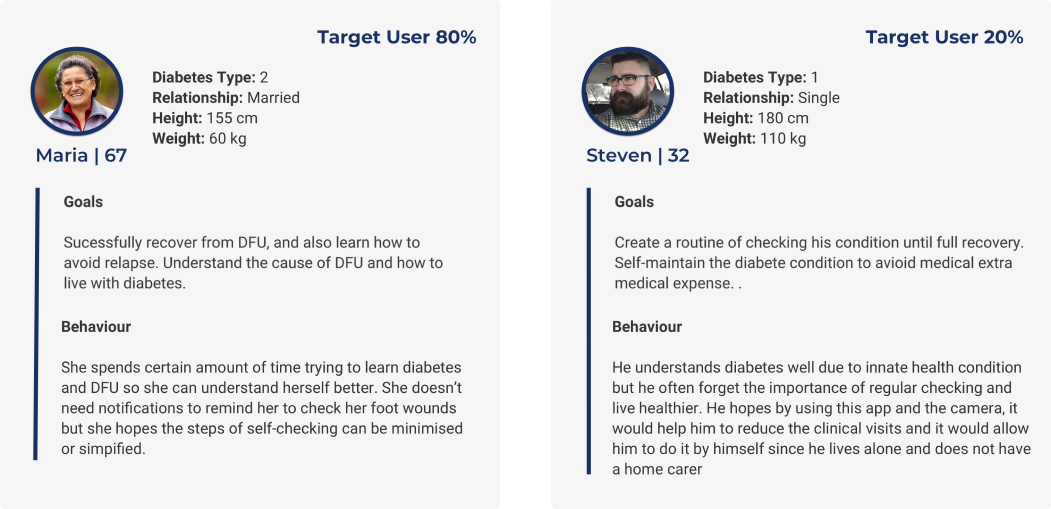 Target User 80%
Diabetes Type: 2
Relationship: Married
Height: 155 cm
Weight: 60 kg
Maria | 67
Goals
Sucessfully recover from DFU, and also learn how to
avoid relapse. Understand the cause of DFU and how to
live with diabetes.
Behaviour
She spends certain amount of time trying to learn diabetes
and DFU so she can understand herself better. She doesn't
need notifications to remind her to check her foot wounds
but she hopes the steps of self-checking can be minimised
or simpified.
Target User 20%
Diabetes Type: 1
Relationship: Single
Height: 180 cm
Weight: 110 kg
Steven | 32
Goals
Create a routine of checking his condition until full recovery.
Self-maintain the diabete condition to avioid medical extra
medical expense. .
Behaviour
He understands diabetes well due to innate health condition
but he often forget the importance of regular checking and
live healthier. He hopes by using this app and the camera, it
would help him to reduce the clinical visits and it would allow
him to do it by himself since he lives alone and does not have
a home carer